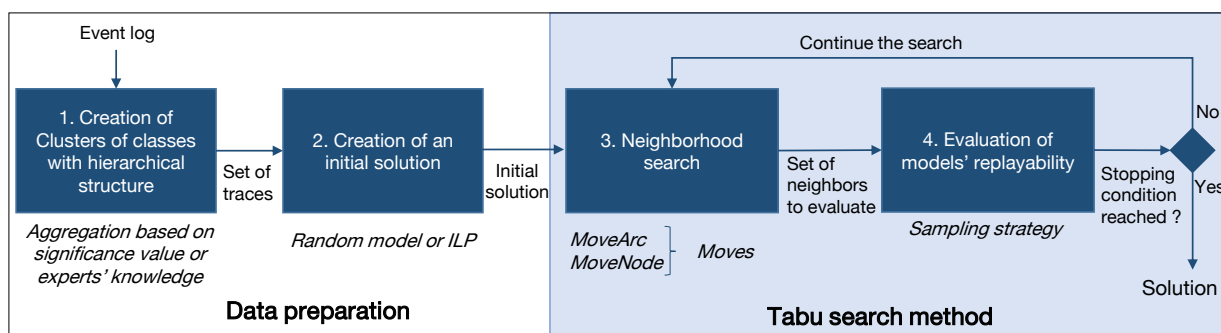 Event log
1. Creation of
Clusters of classes
with hierarchical
structure
Set of
traces
Aggregation based on
significance value or
experts' knowledge
2. Creation of an
initial solution
Initial
solution
Random model or ILP
Data preparation
Continue the search
3. Neighborhood
search
Set of
neighbors
to evaluate
MoveArc
MoveNode
Moves
4. Evaluation of
models' replayability
Sampling strategy
Stopping
condition
reached ?
No
Yes
Solution
Tabu search method